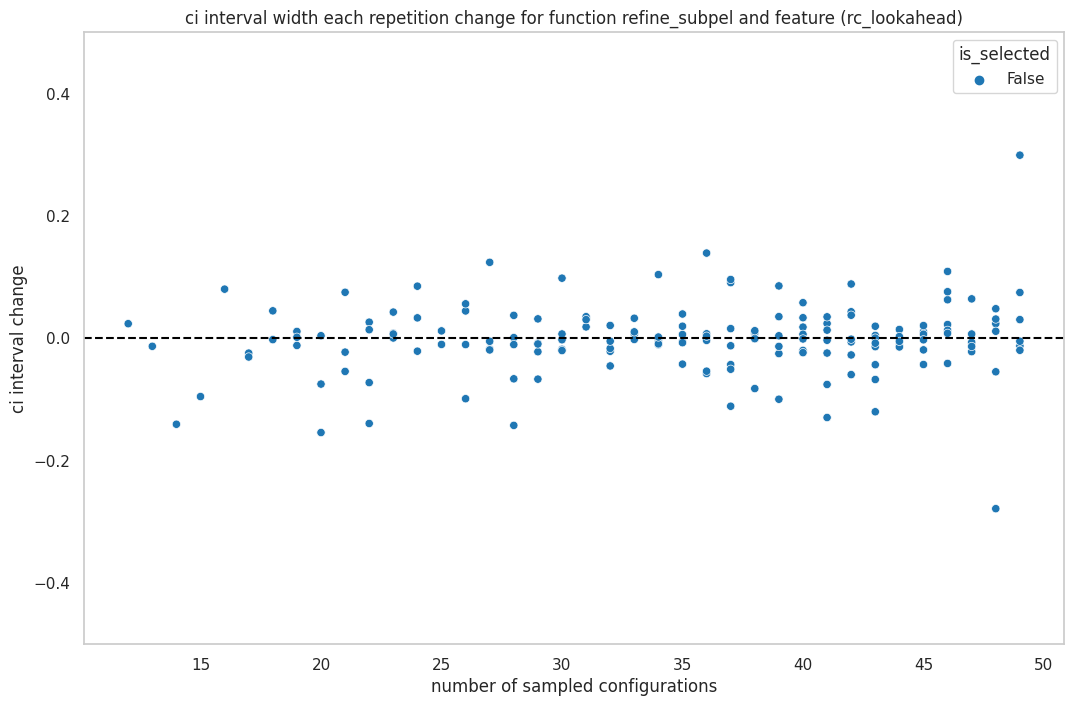 ci interval width each repetition change for function refine_subpel and feature (rc_lookahead)
is_selected
False
0.4
0.2
0.0
−0.2
−0.4
ci interval change
15 20 25 30 35 40 45 50
number of sampled configurations